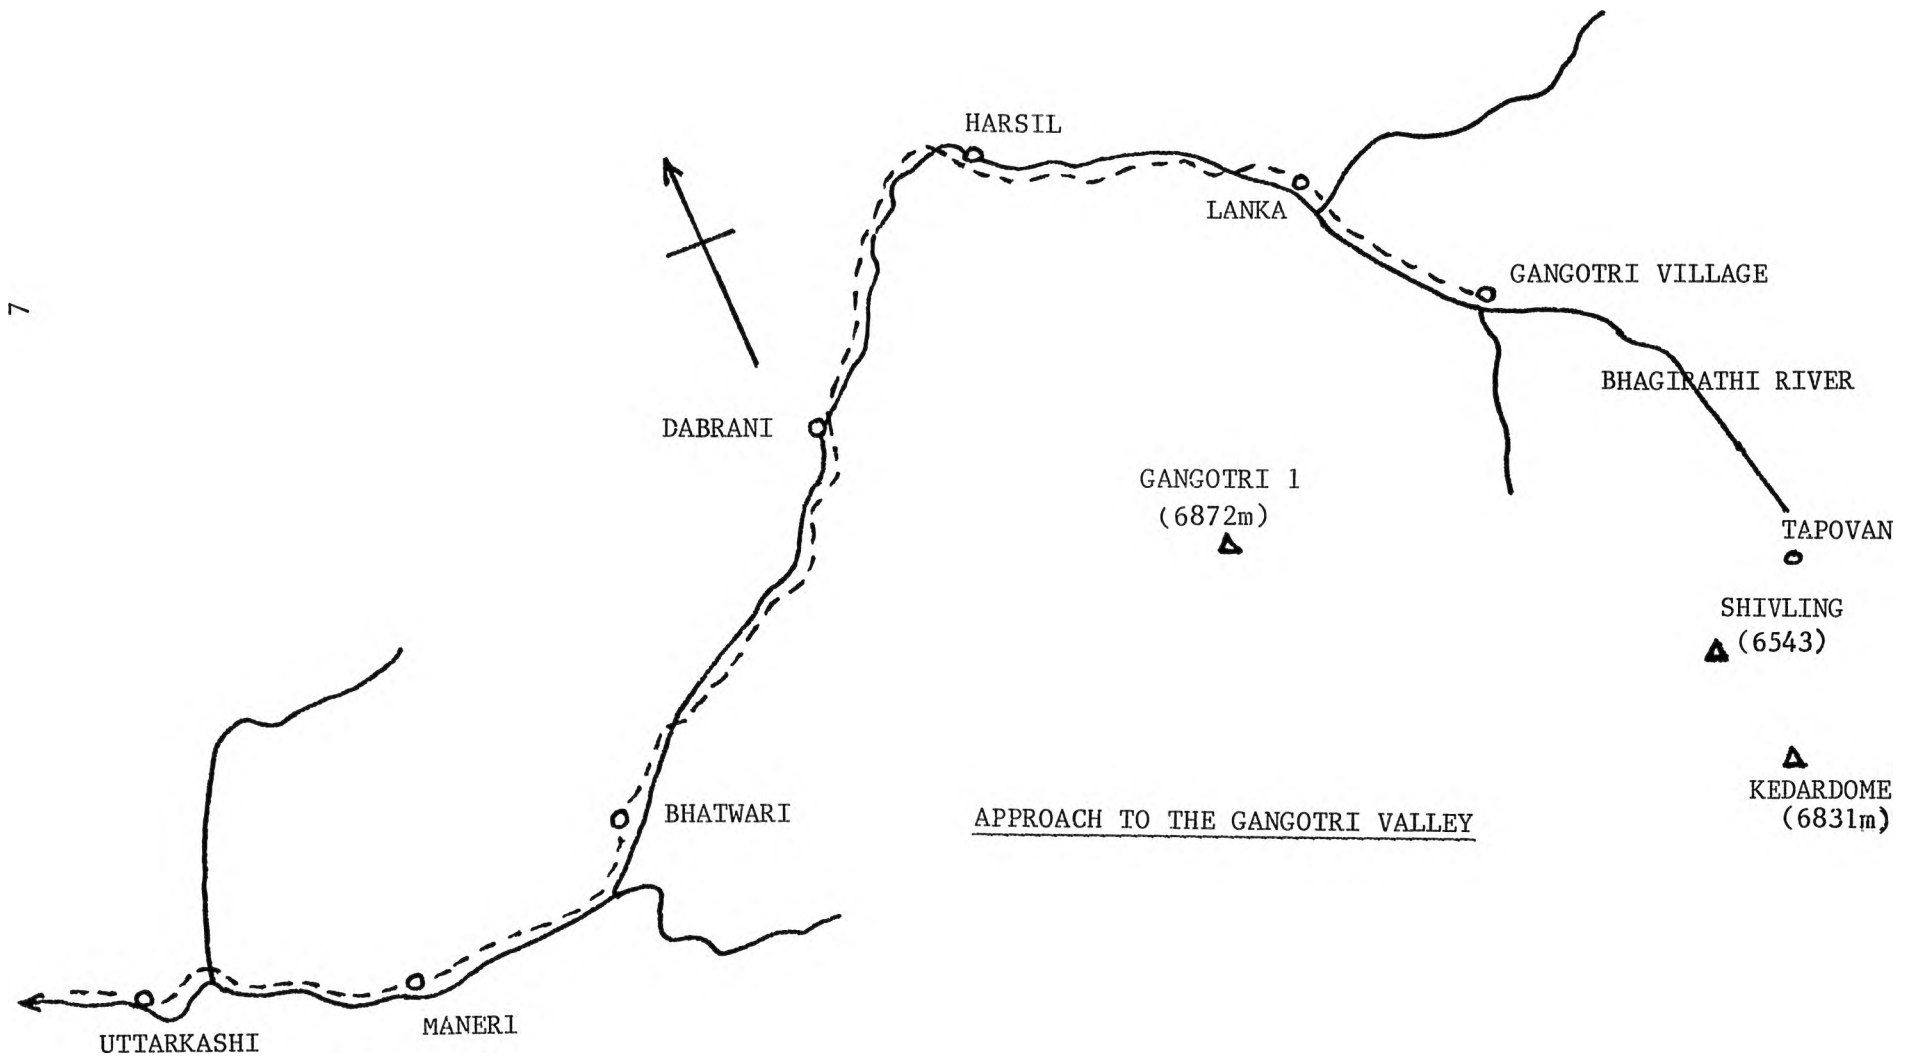 HARSIL
LANKA
GANGOTRI VILLAGE
7
BHAGIRATHI RIVER
DABRANI
GANGOTRI 1
(6872m)
TAPOVAN
SHIVLING
(6543)
KEDARDOME
(6831m)
BHATWARI
APPROACH TO THE GANGOTRI VALLEY
MANERI
UTTARKASHI